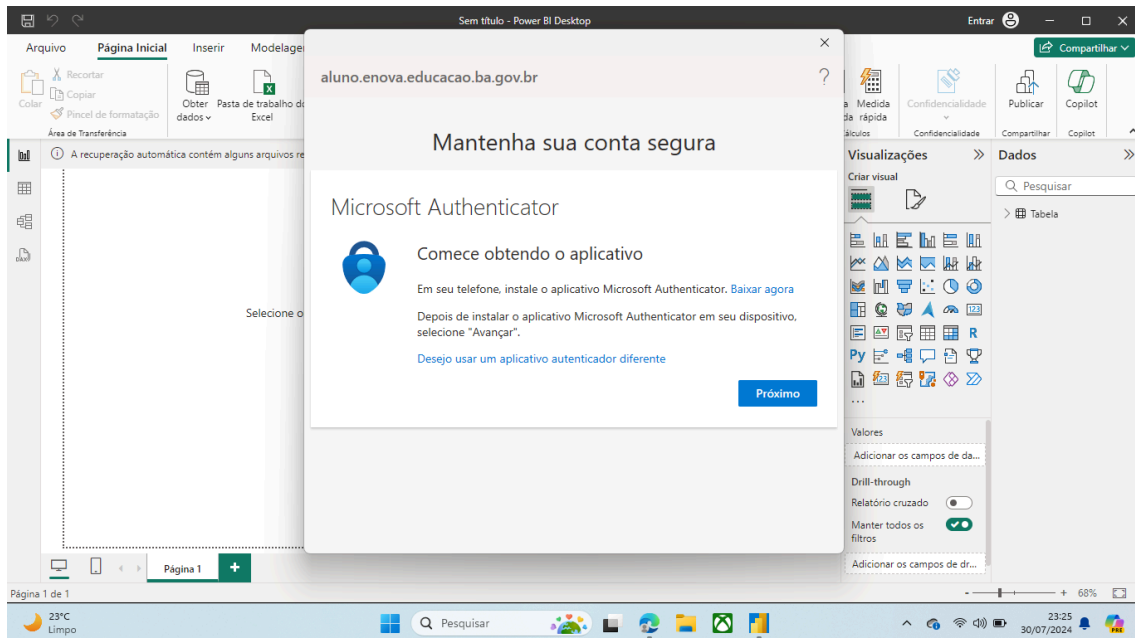 Sem título - Power BI Desktop
Entrar
Arquivo
Página Inicial
Inserir
Compartilhar
Colar
Recortar
Copiar
Pincel de formatação
Área de Transferência
Obter
dados
Pasta de trabalho do
Excel
Medida
rápida
Confidencialidade
Confidencialidade
Publicar
Compartilhar
Copilot
Copilot
A recuperação automática contém alguns arquivos re
Selecione o
aluno.enova.educacao.ba.gov.br
?
Mantenha sua conta segura
Microsoft Authenticator
Comece obtendo o aplicativo
Em seu telefone, instale o aplicativo Microsoft Authenticator. Baixar agora
Depois de instalar o aplicativo Microsoft Authenticator em seu dispositivo,
selecione "Avançar".
Desejo usar um aplicativo autenticador diferente
Próximo
Visualizações
Criar visual
123
R
Py
...
Valores
Adicionar os campos de da...
Drill-through
Relatório cruzado
Manter todos os
filtros
Adicionar os campos de dr...
Dados
Pesquisar
Tabela
Página 1
Página 1 de 1
- + 68%
23°C
Limpo
Pesquisar
23:25
30/07/2024